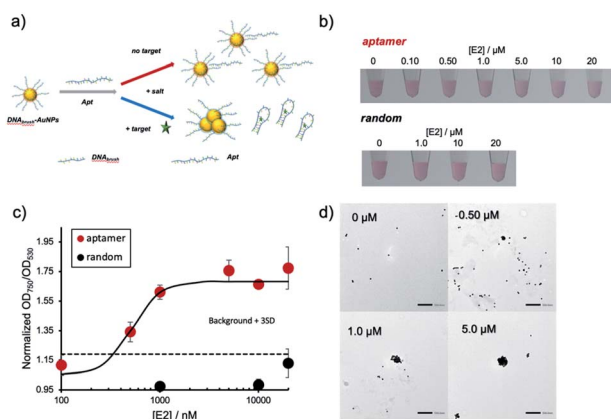 a)
no target
+ salt
Apt
DNAbrush-AuNPs
+ target
DNAbrush
Apt
b)
[E2] / µM
aptamer
0 0.10 0.50 1.0 5.0 10 20
random
[E2] / µM
0 1.0 10 20
c)
aptamer
random
Normalized OD750/OD530
1.95
1.75
1.55
1.35
1.15
0.95
Background + 3SD
100 1000 10000
[E2] / nM
d)
0 µM
0.50 µM
1.0 µM
5.0 µM